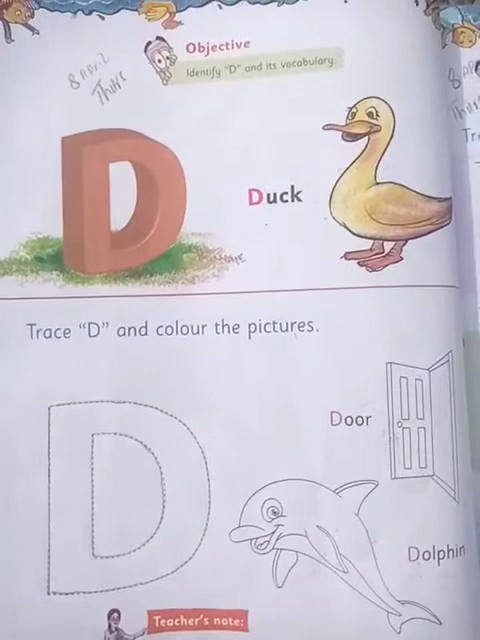 Objective
Identify "D" and its vocabulary.
8 April
Thurs
D
Duck
Trace "D" and colour the pictures.
D
Door
Dolphin
Teacher's note: